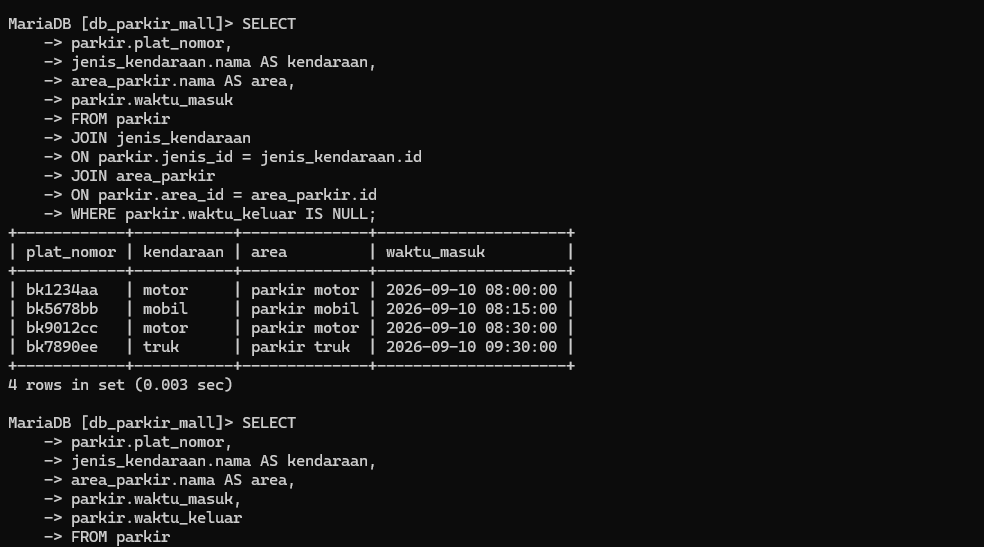 MariaDB [db_parkir_mall]> SELECT
    -> parkir.plat_nomor,
    -> jenis_kendaraan.nama AS kendaraan,
    -> area_parkir.nama AS area,
    -> parkir.waktu_masuk
    -> FROM parkir
    -> JOIN jenis_kendaraan
    -> ON parkir.jenis_id = jenis_kendaraan.id
    -> JOIN area_parkir
    -> ON parkir.area_id = area_parkir.id
    -> WHERE parkir.waktu_keluar IS NULL;
+------------+-----------+--------------+---------------------+
| plat_nomor | kendaraan | area         | waktu_masuk         |
+------------+-----------+--------------+---------------------+
| bk1234aa   | motor     | parkir motor | 2026-09-10 08:00:00 |
| bk5678bb   | mobil     | parkir mobil | 2026-09-10 08:15:00 |
| bk9012cc   | motor     | parkir motor | 2026-09-10 08:30:00 |
| bk7890ee   | truk      | parkir truk  | 2026-09-10 09:30:00 |
+------------+-----------+--------------+---------------------+
4 rows in set (0.003 sec)

MariaDB [db_parkir_mall]> SELECT
    -> parkir.plat_nomor,
    -> jenis_kendaraan.nama AS kendaraan,
    -> area_parkir.nama AS area,
    -> parkir.waktu_masuk,
    -> parkir.waktu_keluar
    -> FROM parkir